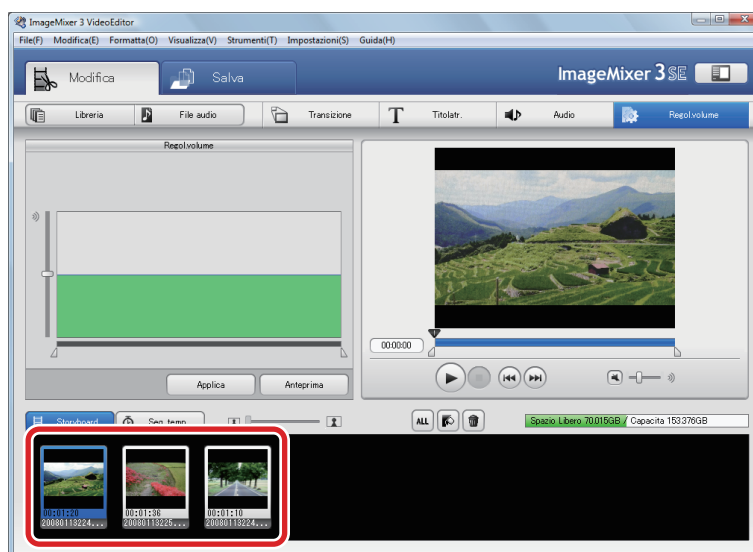 ImageMixer 3 VideoEditor
File(F) Modifica(E) Formatta(O) Visualizza(V) Strumenti(T) Impostazioni(S) Guida(H)
Modifica Salva ImageMixer 3 SE
Libreria File audio Transizione T Titolatr. Audio Regol.volume
Regol.volume
00:00:00
Applica Anteprima
Storyboard Seq. temp. ALL Spazio Libero 70.015GB / Capacita 153.376GB
00:01:20 00:01:36 00:01:10
20080113224... 20080113225... 20080113224...